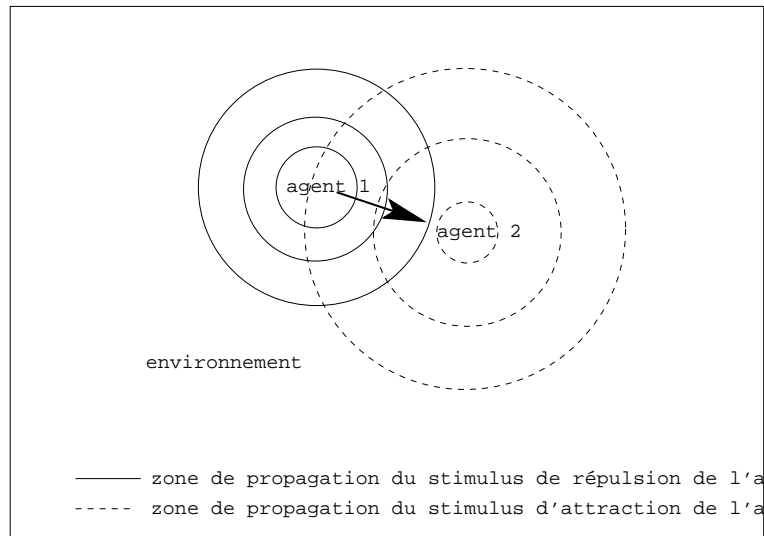 agent 1
agent 2
environnement
zone de propagation du stimulus de répulsion de l'a
zone de propagation du stimulus d'attraction de l'a